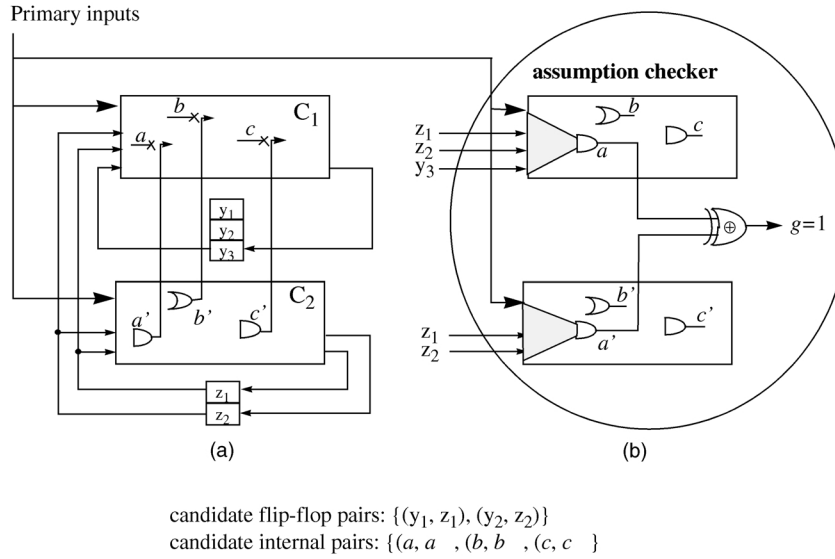 Primary inputs
assumption checker
C1
a
b
c
y1
y2
y3
C2
a'
b'
c'
z1
z2
(a)
z1
z2
y3
a
b
c
⊕
g=1
z1
z2
a'
b'
c'
(b)
candidate flip-flop pairs: {(y1, z1), (y2, z2)}
candidate internal pairs: {(a, a , (b, b , (c, c }